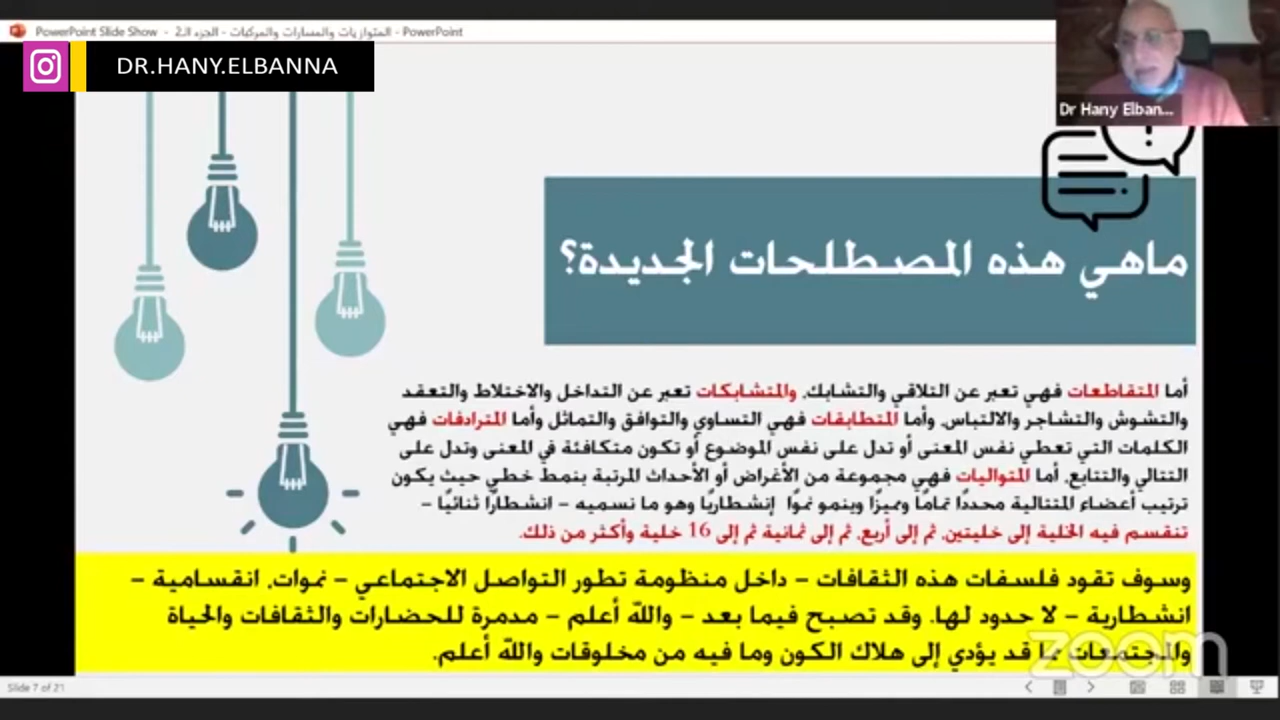 PowerPoint Slide Show - المتوازيات والمسارات والمركبات - الجزء الـ2 - PowerPoint
DR.HANY.ELBANNA
Dr Hany Elban...
ماهي هذه المصطلحات الجديدة؟
أما المتقاطعات فهي تعبر عن التلاقي والتشابك، والمتشابكات تعبر عن التداخل والاختلاط والتعقد
والتشوش والتشاجر والالتباس، وأما المتطابقات فهي التساوي والتوافق والتماثل وأما المترادفات فهي
الكلمات التي تعطي نفس المعنى أو تدل على نفس الموضوع أو تكون متكافئة في المعنى وتدل على
التتالي والتتابع، أما المتواليات فهي مجموعة من الأغراض أو الأحداث المرتبة بنمط خطي حيث يكون
ترتيب أعضاء المتتالية محددًا تمامًا ومميزًا وينمو نموًا إنشطاريًا وهو ما نسميه – انشطارًا ثنائيًا –
تنقسم فيه الخلية إلى خليتين، ثم إلى أربع، ثم إلى ثمانية ثم إلى 16 خلية وأكثر من ذلك.
وسوف تقود فلسفات هذه الثقافات – داخل منظومة تطور التواصل الاجتماعي – نموات، انقسامية –
انشطارية – لا حدود لها. وقد تصبح فيما بعد – والله أعلم – مدمرة للحضارات والثقافات والحياة
والمجتمعات مما قد يؤدي إلى هلاك الكون وما فيه من مخلوقات والله أعلم.
zoom
Slide 7 of 21